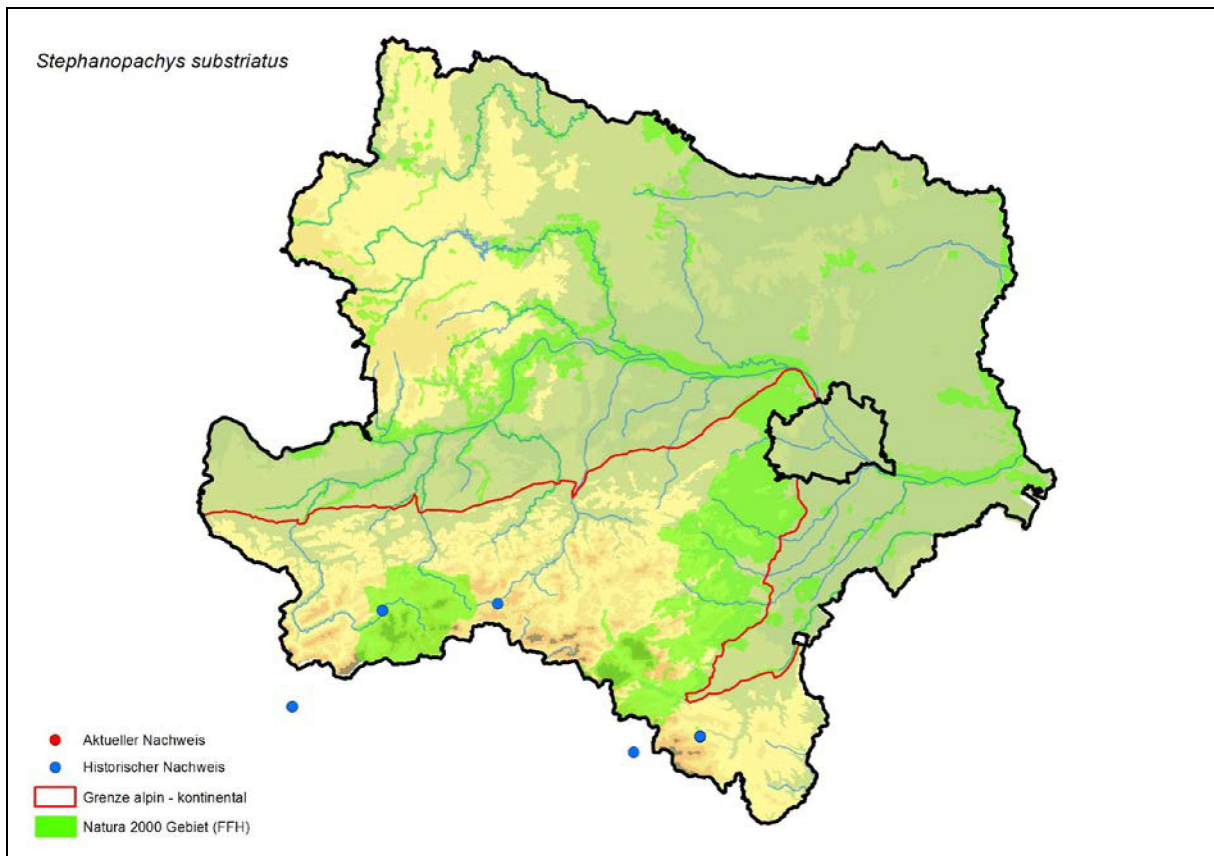 Stephanopachys substriatus
Aktueller Nachweis
Historischer Nachweis
Grenze alpin - kontinental
Natura 2000 Gebiet (FFH)